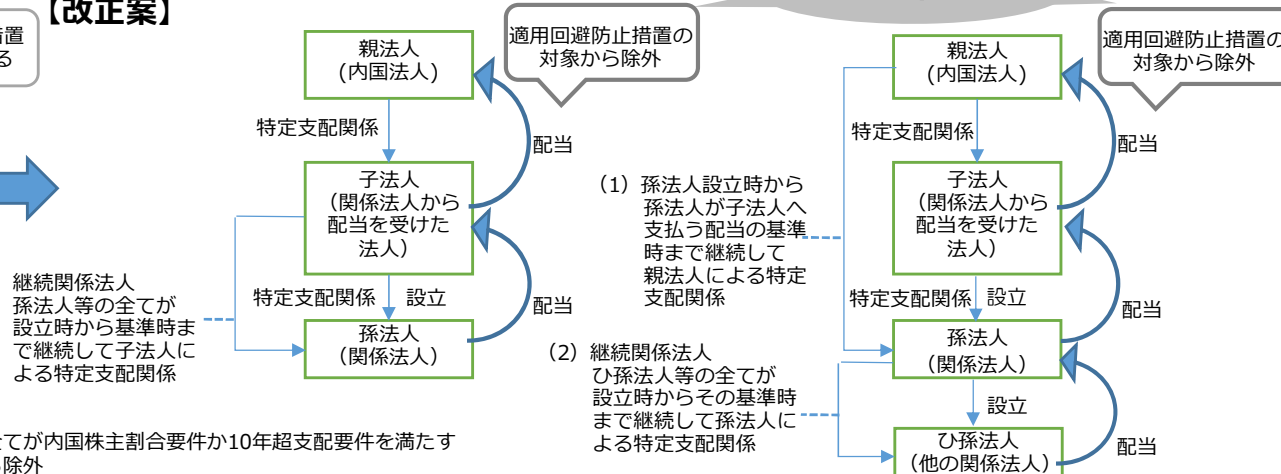 【改正案】
措置
る
親法人
(内国法人)
適用回避防止措置の
対象から除外
特定支配関係
配当
子法人
（関係法人から
配当を受けた
法人）
継続関係法人
孫法人等の全てが
設立時から基準時ま
で継続して子法人に
よる特定支配関係
特定支配関係
設立
配当
孫法人
（関係法人）
全てが内国株主割合要件か10年超支配要件を満たす
ら除外
親法人
(内国法人)
適用回避防止措置の
対象から除外
特定支配関係
配当
（1）孫法人設立時から
孫法人が子法人へ
支払う配当の基準
時まで継続して
親法人による特定
支配関係
子法人
（関係法人から
配当を受けた
法人）
特定支配関係
設立
配当
孫法人
（関係法人）
（2）継続関係法人
ひ孫法人等の全てが
設立時からその基準時
まで継続して孫法人に
よる特定支配関係
設立
配当
ひ孫法人
（他の関係法人）